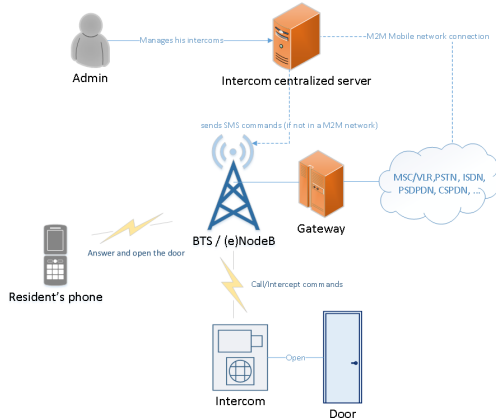 Manages his intercoms
M2M Mobile network connection
Admin
Intercom centralized server
sends SMS commands (if not in a M2M network)
MSC/VLR,PSTN, ISDN,
PSDPDN, CSPDN, ...
Gateway
BTS / (e)NodeB
Answer and open the door
Resident's phone
Call/Intercept commands
Open
Intercom
Door